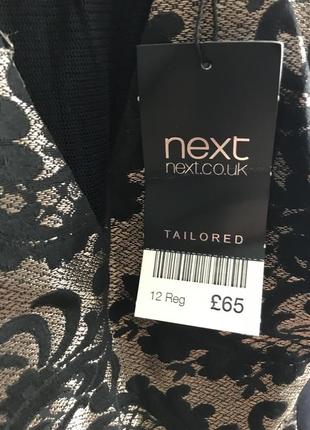 next
next.co.uk
TAILORED
12 Reg £65